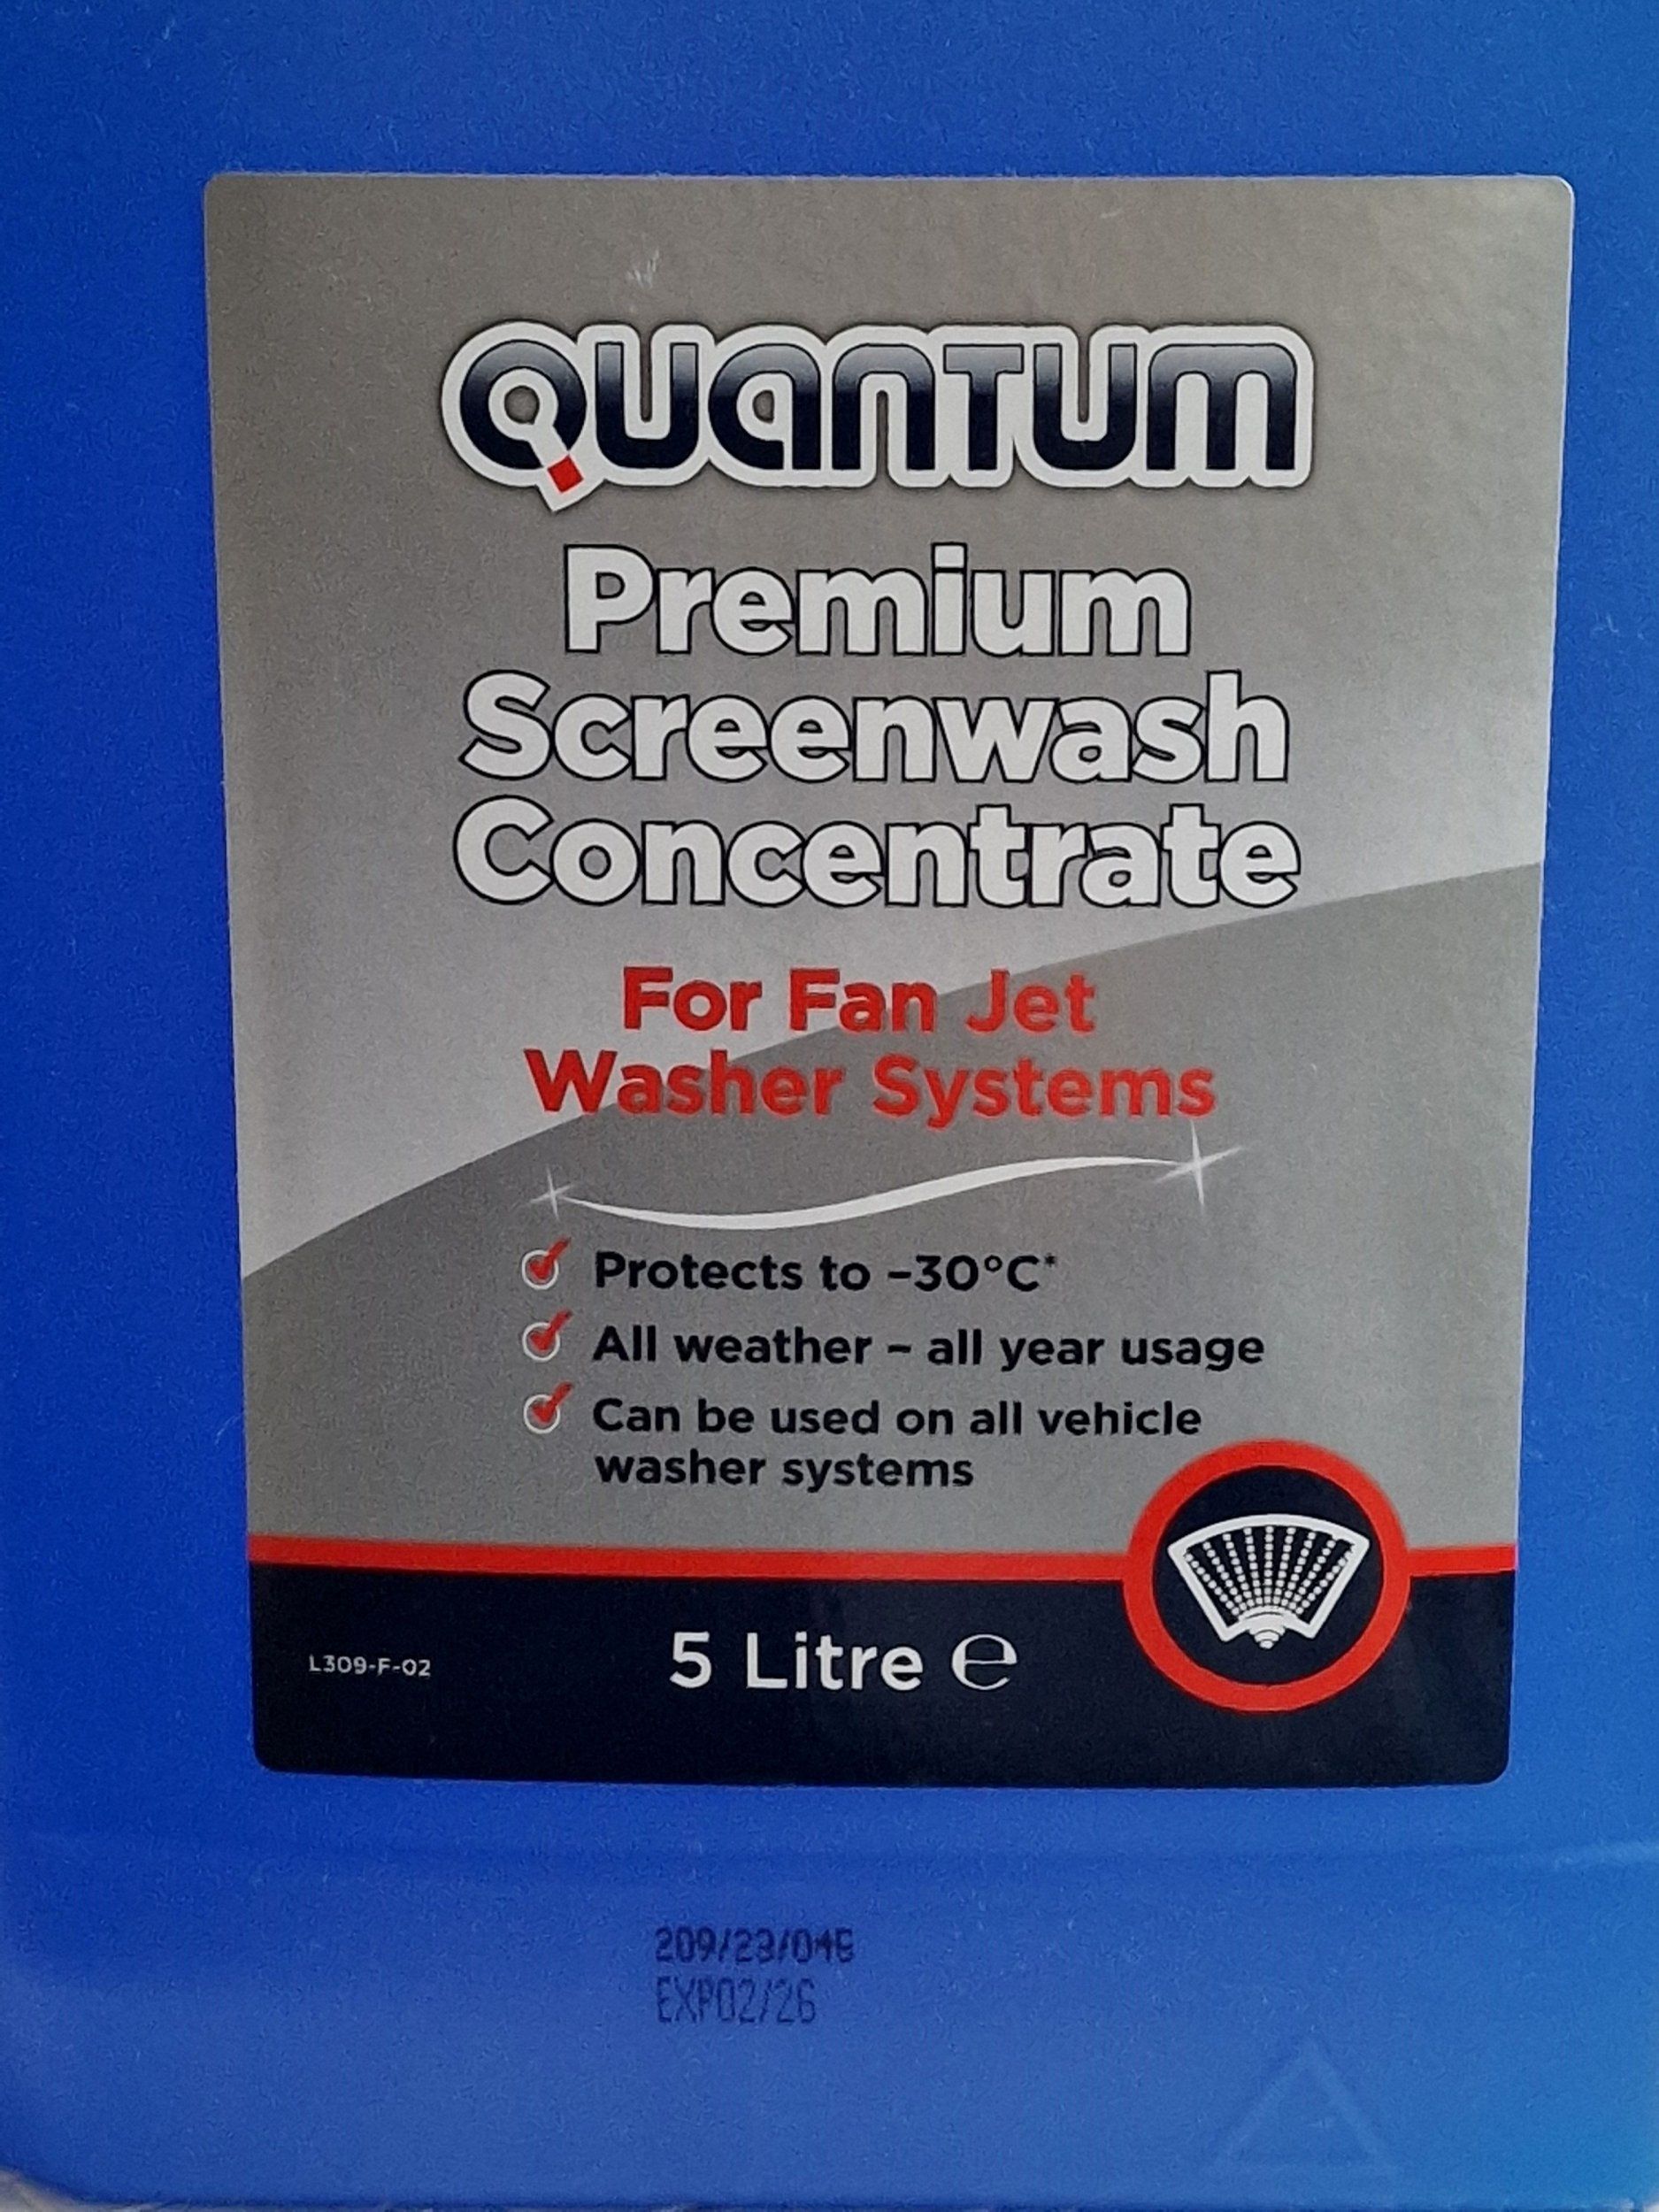 QUANTUM
Premium
Screenwash
Concentrate
For Fan Jet
Washer Systems
Protects to –30°C*
All weather – all year usage
Can be used on all vehicle
washer systems
L309-F-02
5 Litre ℮
209/23/04E
EXP02/26